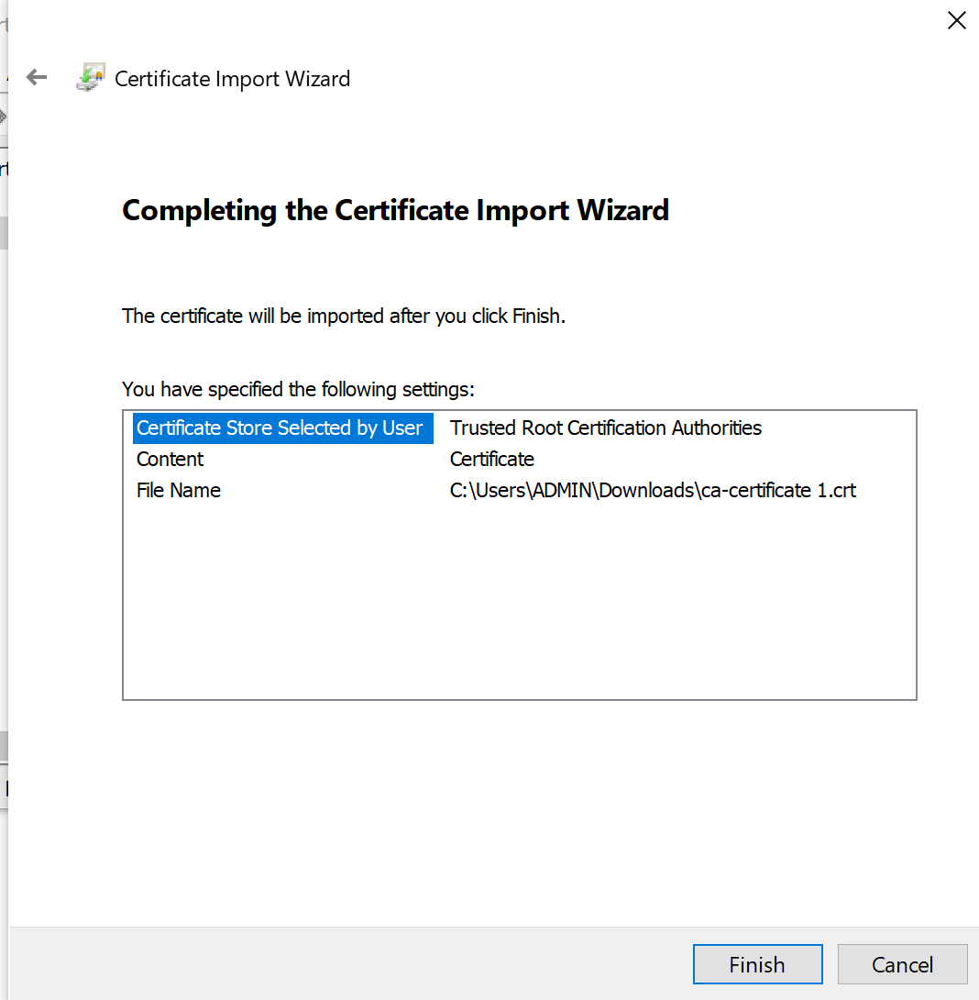 Certificate Import Wizard
Completing the Certificate Import Wizard
The certificate will be imported after you click Finish.
You have specified the following settings:
Certificate Store Selected by User Trusted Root Certification Authorities
Content Certificate
File Name C:\Users\ADMIN\Downloads\ca-certificate 1.crt
Finish Cancel